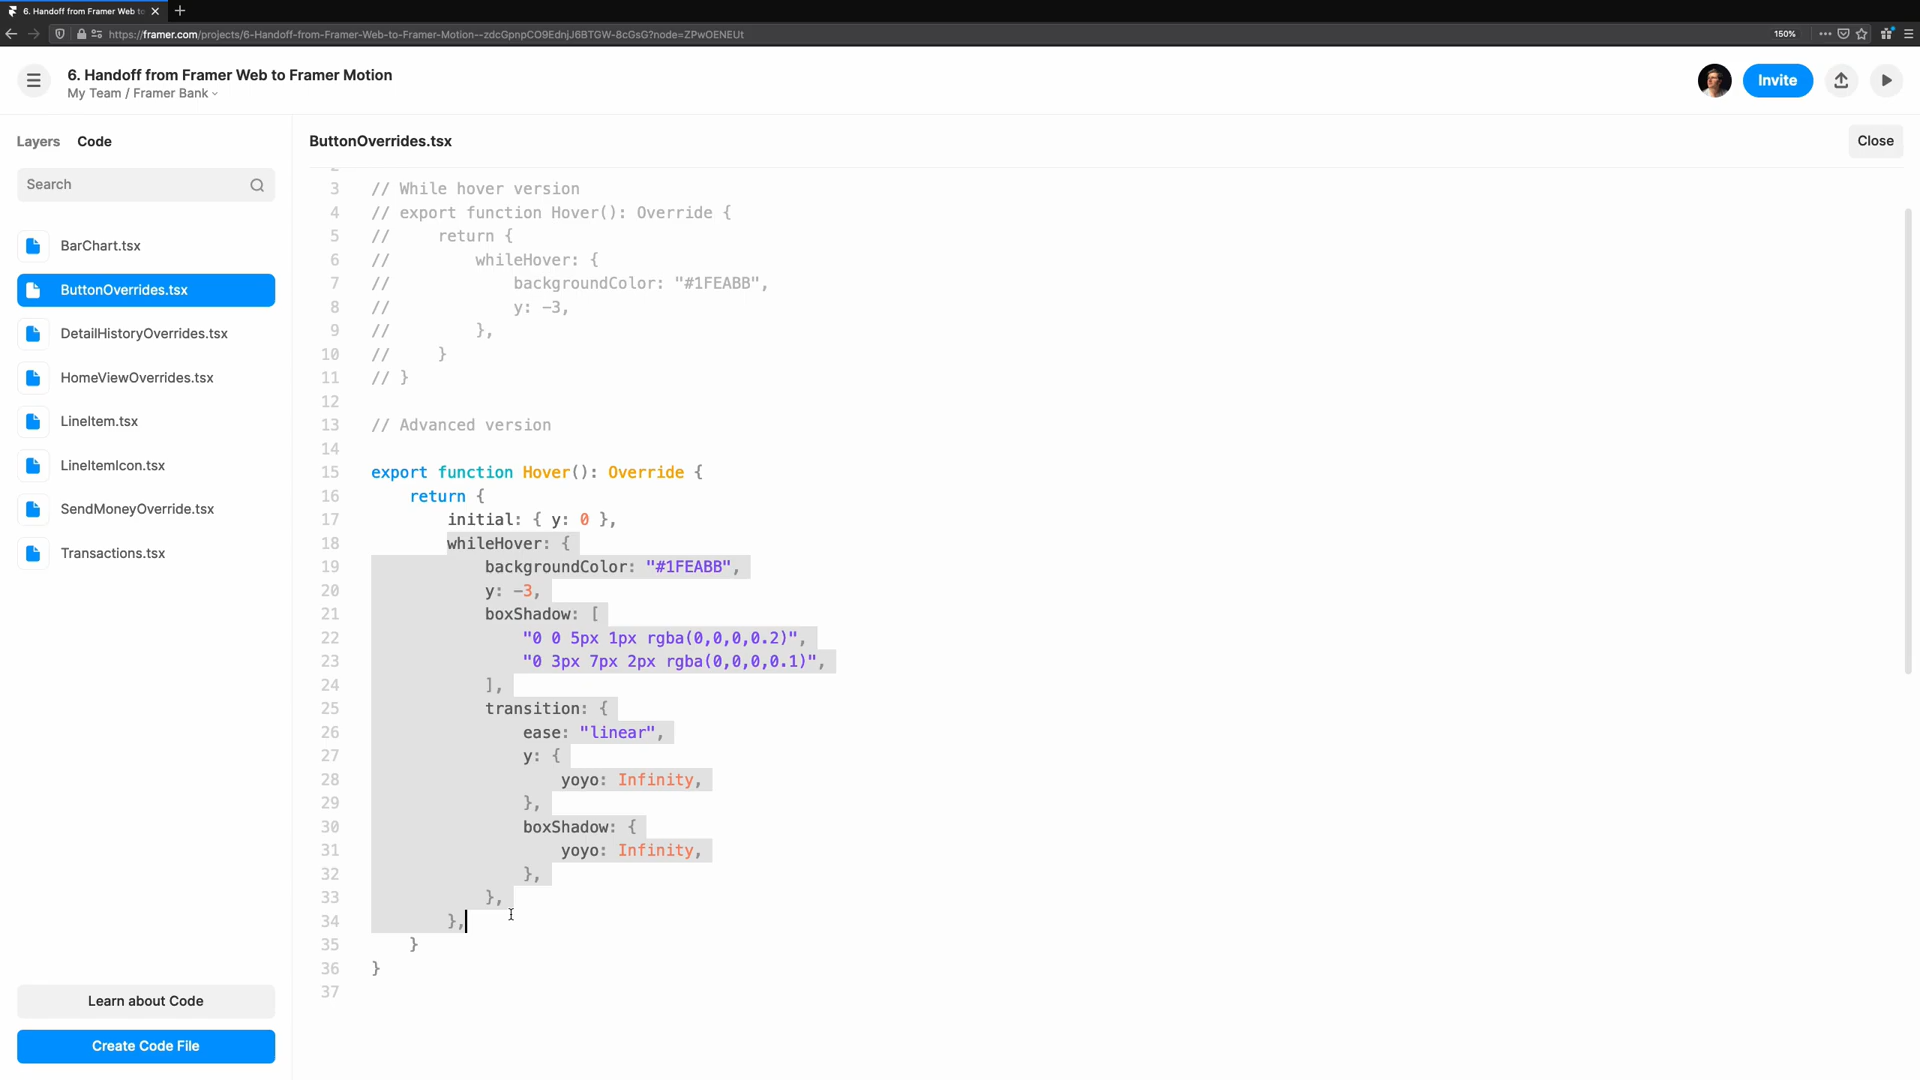 6. Handoff from Framer Web to
https://framer.com/projects/6-Handoff-from-Framer-Web-to-Framer-Motion--zdcGpnpCO9EdnjJ6BTGW-8cGsG?node=ZPwOENEUt
150%
6. Handoff from Framer Web to Framer Motion
My Team / Framer Bank
Invite
Layers Code
ButtonOverrides.tsx
Close
Search
BarChart.tsx
ButtonOverrides.tsx
DetailHistoryOverrides.tsx
HomeViewOverrides.tsx
LineItem.tsx
LineItemIcon.tsx
SendMoneyOverride.tsx
Transactions.tsx
Learn about Code
Create Code File
2
3 // While hover version
4 // export function Hover(): Override {
5 //     return {
6 //         whileHover: {
7 //             backgroundColor: "#1FEABB",
8 //             y: -3,
9 //         },
10 //     }
11 // }
12
13 // Advanced version
14
15 export function Hover(): Override {
16     return {
17         initial: { y: 0 },
18         whileHover: {
19             backgroundColor: "#1FEABB",
20             y: -3,
21             boxShadow: [
22                 "0 0 5px 1px rgba(0,0,0,0.2)",
23                 "0 3px 7px 2px rgba(0,0,0,0.1)",
24             ],
25             transition: {
26                 ease: "linear",
27                 y: {
28                     yoyo: Infinity,
29                 },
30                 boxShadow: {
31                     yoyo: Infinity,
32                 },
33             },
34         },
35     }
36 }
37